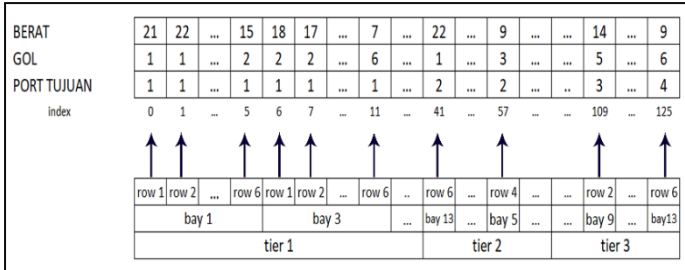 BERAT 21 22 ... 15 18 17 ... 7 ... 22 ... 9 ... ... 14 ... 9
GOL 1 1 ... 2 2 2 ... 6 ... 1 ... 3 ... ... 5 ... 6
PORT TUJUAN 1 1 ... 1 1 1 ... 1 ... 2 ... 2 ... .. 3 ... 4
index 0 1 ... 5 6 7 ... 11 ... 41 ... 57 ... ... 109 ... 125
row 1 row 2 ... row 6 row 1 row 2 ... row 6 .. row 6 ... row 4 ... ... row 2 ... row 6
bay 1 bay 3 ... bay 13 ... bay 5 ... ... bay 9 ... bay13
tier 1 tier 2 tier 3